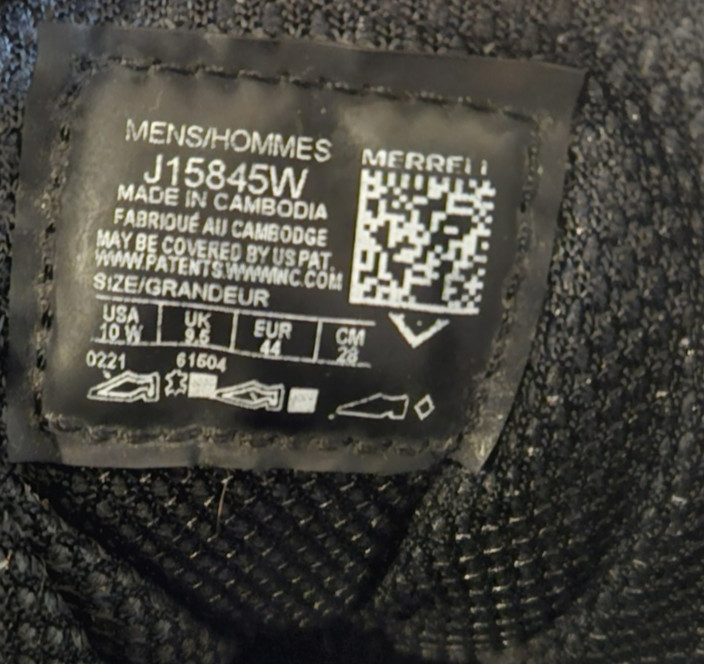 MENS/HOMMES
J15845W
MADE IN CAMBODIA
FABRIQUÉ AU CAMBODGE
MAY BE COVERED BY US PAT.
WWW.PATENTS.WWWINC.COM
MERRELL
SIZE/GRANDEUR
USA UK EUR CM
10 W 9.5 44 28
0221 61504